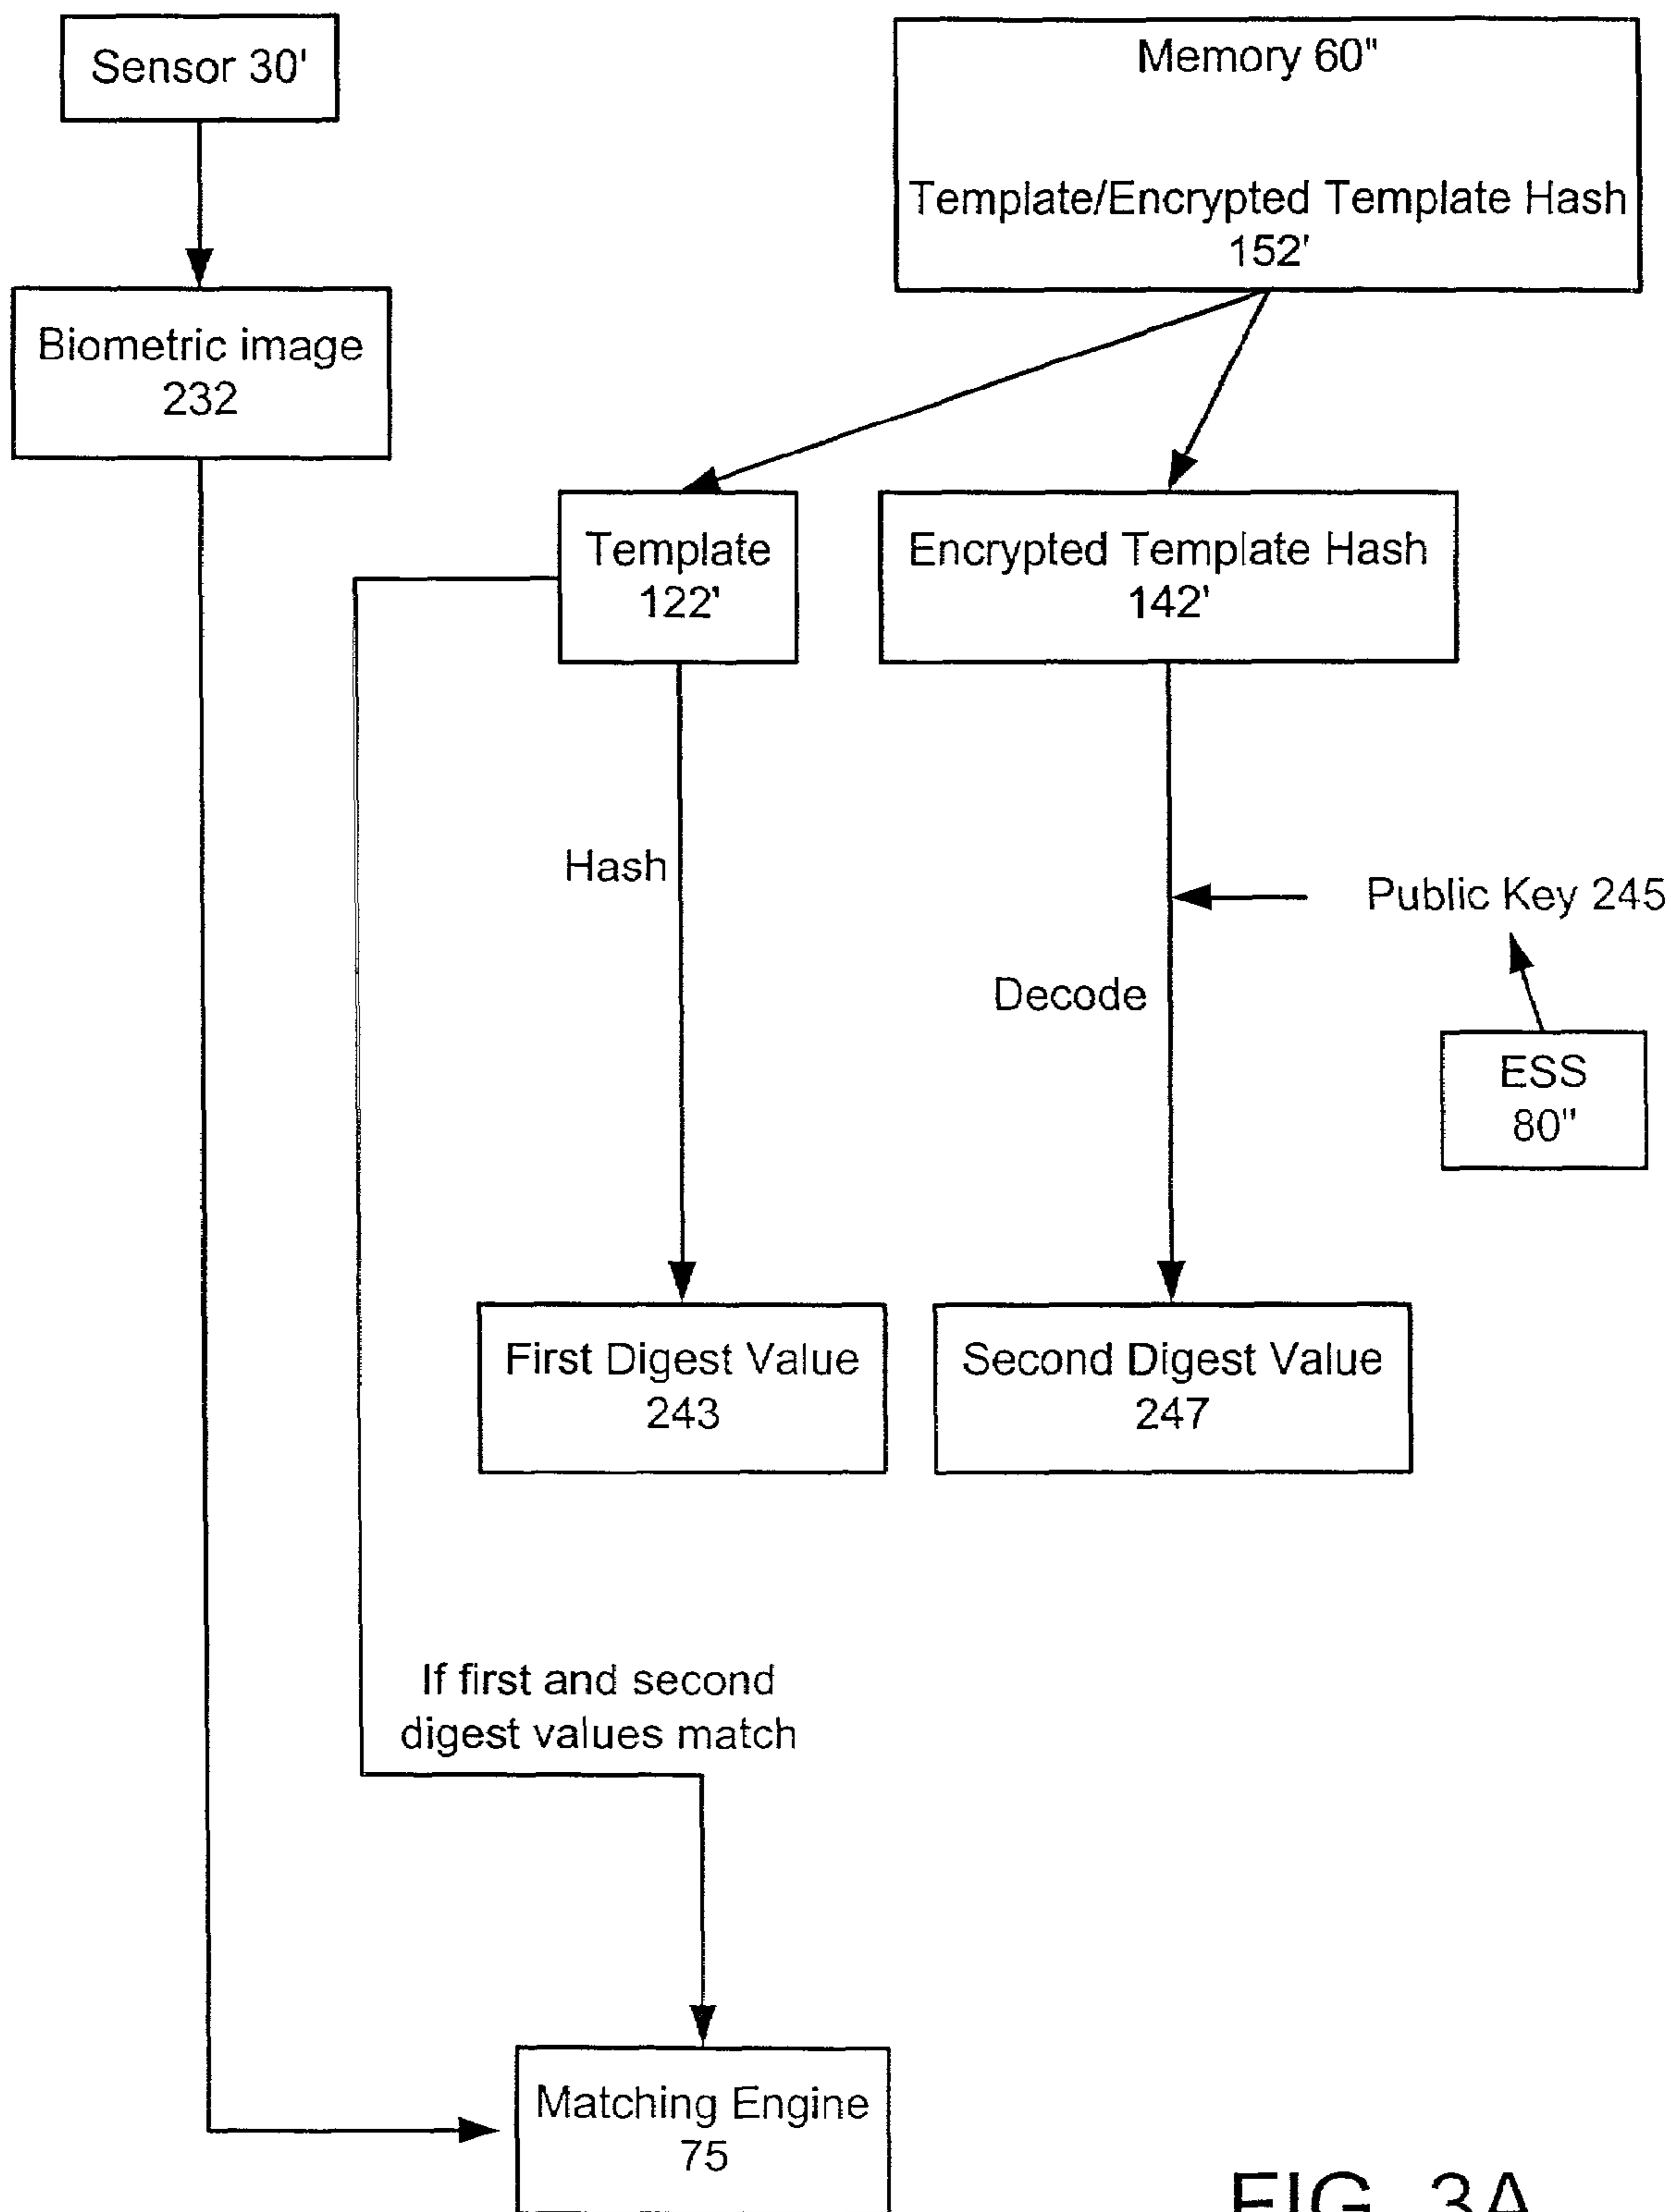 Sensor 30'
Memory 60"
Template/Encrypted Template Hash
152'
Biometric image
232
Template
122'
Encrypted Template Hash
142'
Hash
Public Key 245
Decode
ESS
80"
First Digest Value
243
Second Digest Value
247
If first and second
digest values match
Matching Engine
75
FIG. 3A